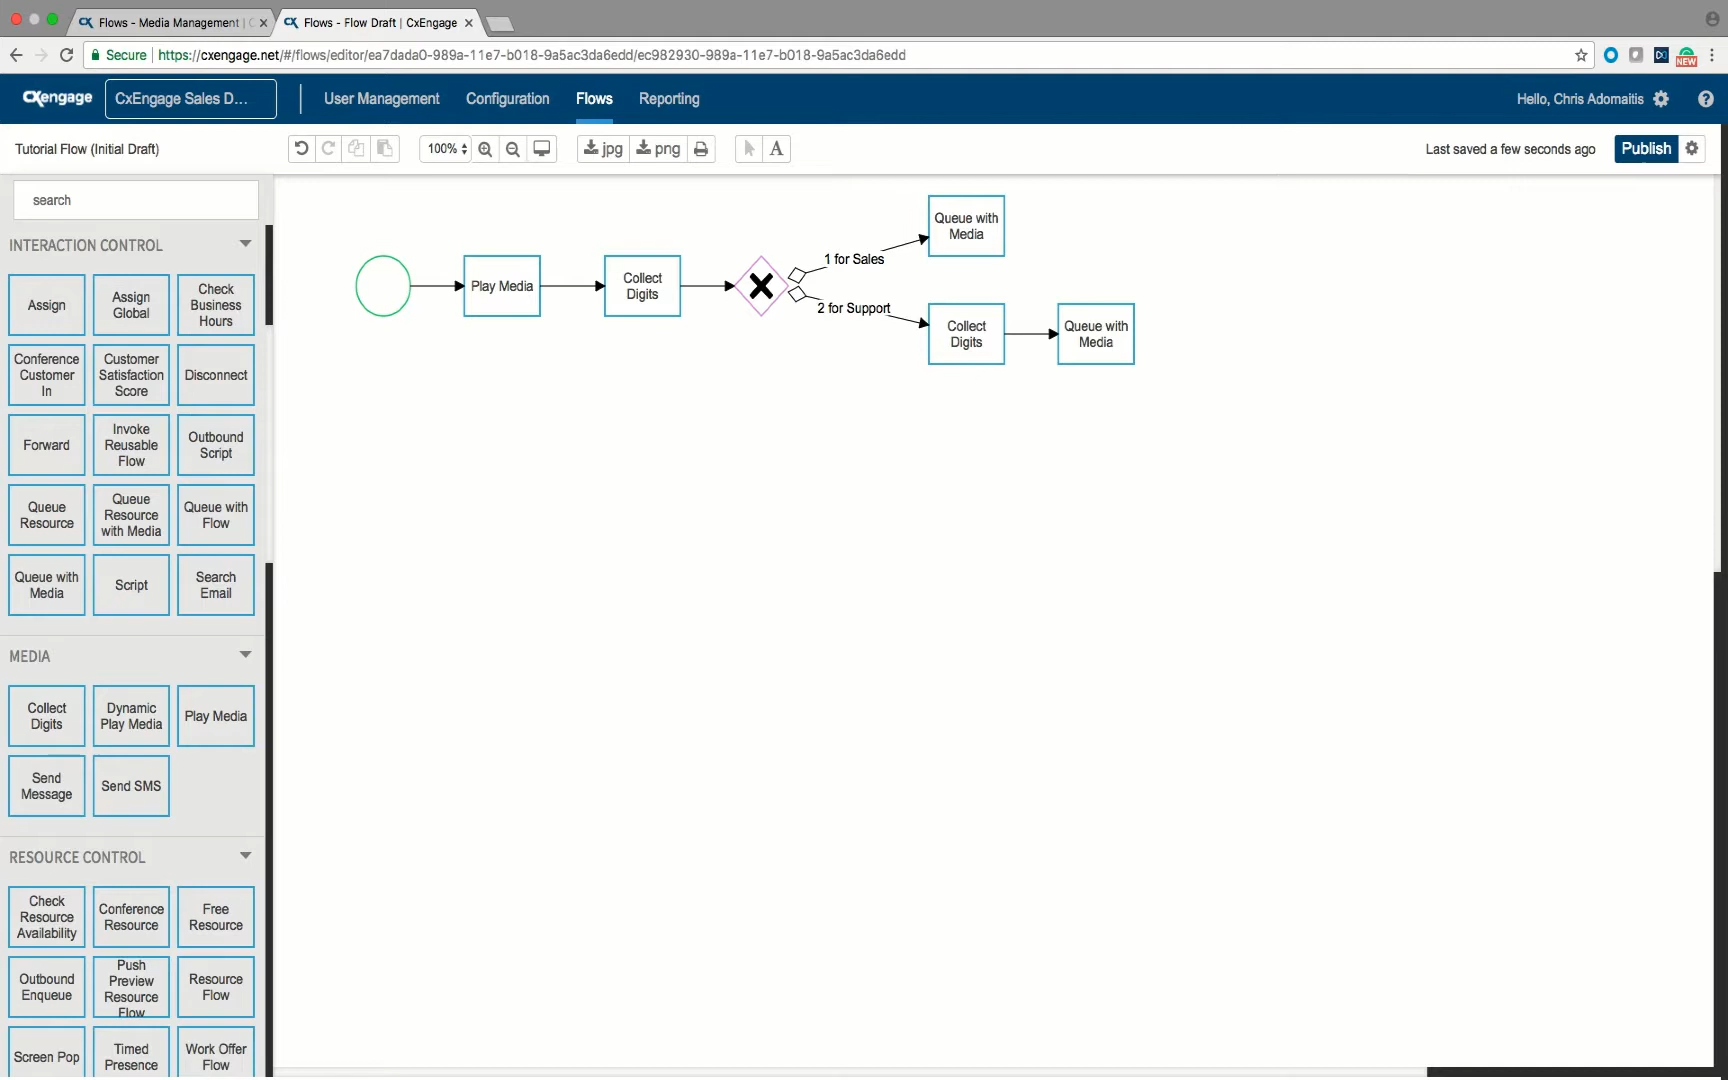 Flows - Media Management | C
Flows - Flow Draft | CxEngage
Secure
https://cxengage.net/#/flows/editor/ea7dada0-989a-11e7-b018-9a5ac3da6edd/ec982930-989a-11e7-b018-9a5ac3da6edd
NEW
CXengage
CxEngage Sales D...
User Management
Configuration
Flows
Reporting
Hello, Chris Adomaitis
?
Tutorial Flow (Initial Draft)
100%
jpg
png
A
Last saved a few seconds ago
Publish
search
INTERACTION CONTROL
Assign
Assign
Global
Check
Business
Hours
Conference
Customer
In
Customer
Satisfaction
Score
Disconnect
Forward
Invoke
Reusable
Flow
Outbound
Script
Queue
Resource
Queue
Resource
with Media
Queue with
Flow
Queue with
Media
Script
Search
Email
MEDIA
Collect
Digits
Dynamic
Play Media
Play Media
Send
Message
Send SMS
RESOURCE CONTROL
Check
Resource
Availability
Conference
Resource
Free
Resource
Outbound
Enqueue
Push
Preview
Resource
Flow
Resource
Flow
Screen Pop
Timed
Presence
Work Offer
Flow
Play Media
Collect
Digits
1 for Sales
2 for Support
Queue with
Media
Collect
Digits
Queue with
Media